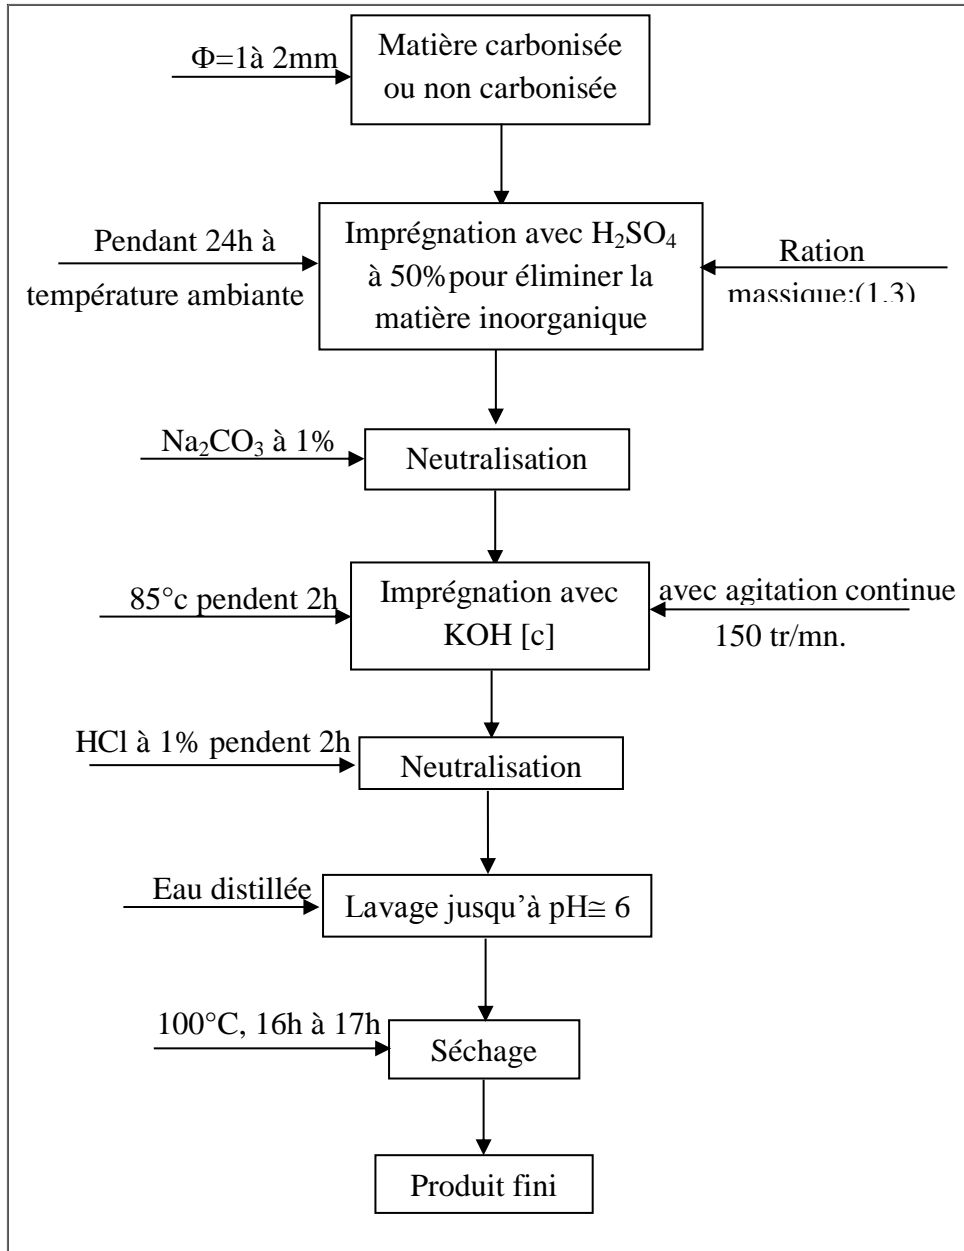 Φ=1à 2mm
Matière carbonisée
ou non carbonisée
Pendant 24h à
température ambiante
Imprégnation avec H₂SO₄
à 50% pour éliminer la
matière inoorganique
Ration
massique:(1.3)
Na₂CO₃ à 1%
Neutralisation
85°c pendent 2h
Imprégnation avec
KOH [c]
avec agitation continue
150 tr/mn.
HCl à 1% pendent 2h
Neutralisation
Eau distillée
Lavage jusqu’à pH≅ 6
100°C, 16h à 17h
Séchage
Produit fini